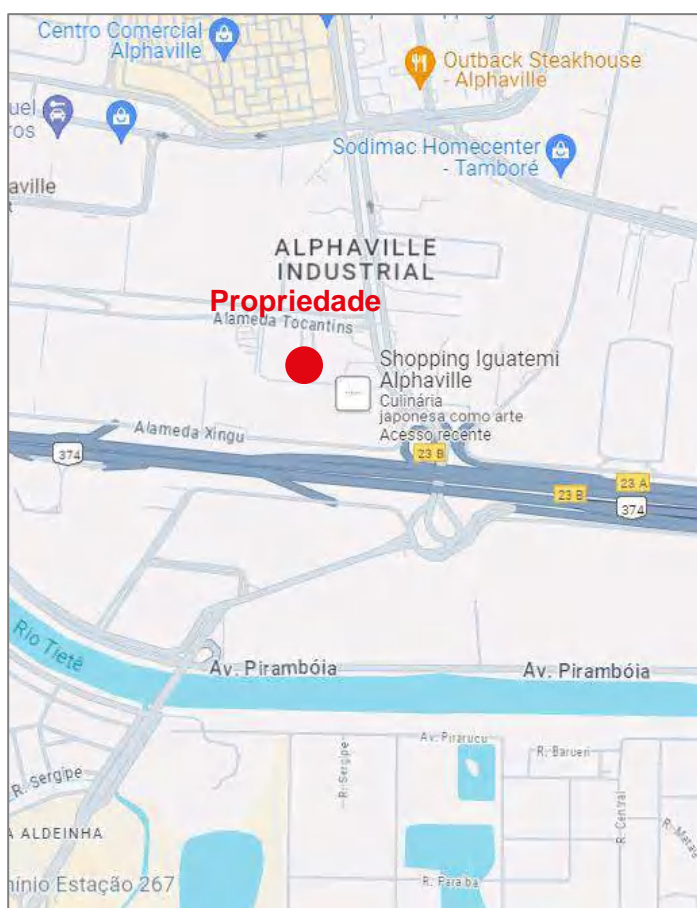 Centro Comercial
Alphaville
Outback Steakhouse
- Alphaville
uel
ros
Sodimac Homecenter
- Tamboré
aville
ALPHAVILLE
INDUSTRIAL
Propriedade
Alameda Tocantins
Shopping Iguatemi
Alphaville
Culinária
japonesa como arte
Acesso recente
Alameda Xingu
374
23 B
23 A
23 B
374
Rio Tietê
Av. Pirambóia
Av. Pirambóia
Av. Pirarucu
R. Barueri
R. Sergipe
R. Sergipe
R. Central
A ALDEINHA
R. Paraíba
ínio Estação 267